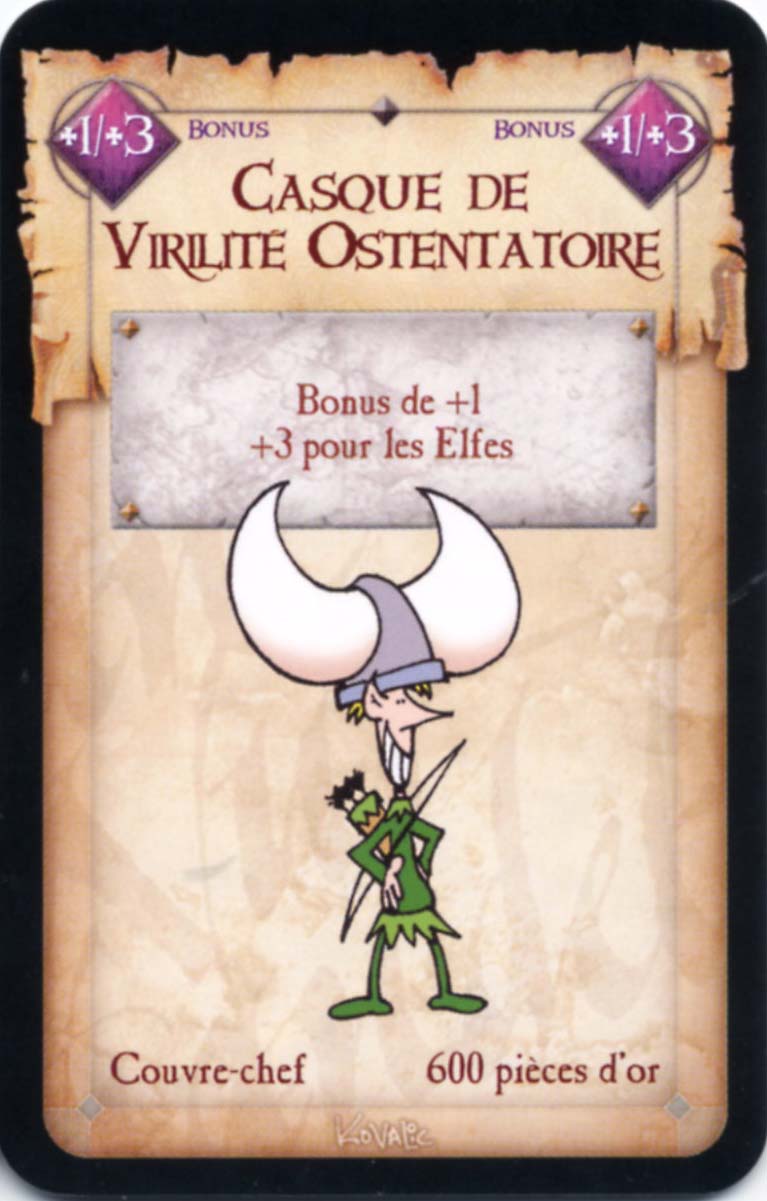 +1/+3 BONUS BONUS +1/+3
CASQUE DE
VIRILITÉ OSTENTATOIRE
Bonus de +1
+3 pour les Elfes
Couvre-chef 600 pièces d'or
KOVALIC